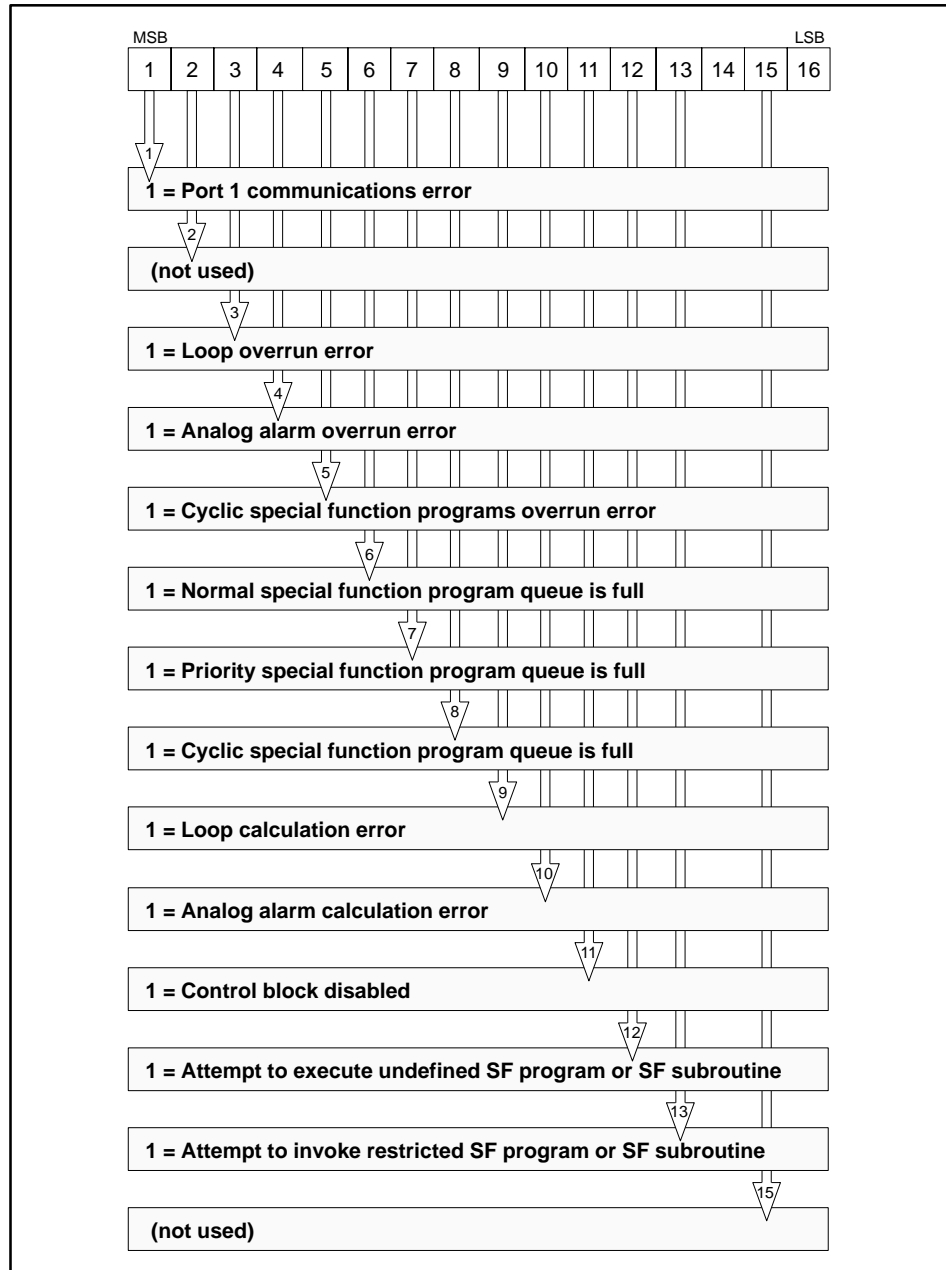 MSB LSB
1 2 3 4 5 6 7 8 9 10 11 12 13 14 15 16
1
1 = Port 1 communications error
2
(not used)
3
1 = Loop overrun error
4
1 = Analog alarm overrun error
5
1 = Cyclic special function programs overrun error
6
1 = Normal special function program queue is full
7
1 = Priority special function program queue is full
8
1 = Cyclic special function program queue is full
9
1 = Loop calculation error
10
1 = Analog alarm calculation error
11
1 = Control block disabled
12
1 = Attempt to execute undefined SF program or SF subroutine
13
1 = Attempt to invoke restricted SF program or SF subroutine
15
(not used)